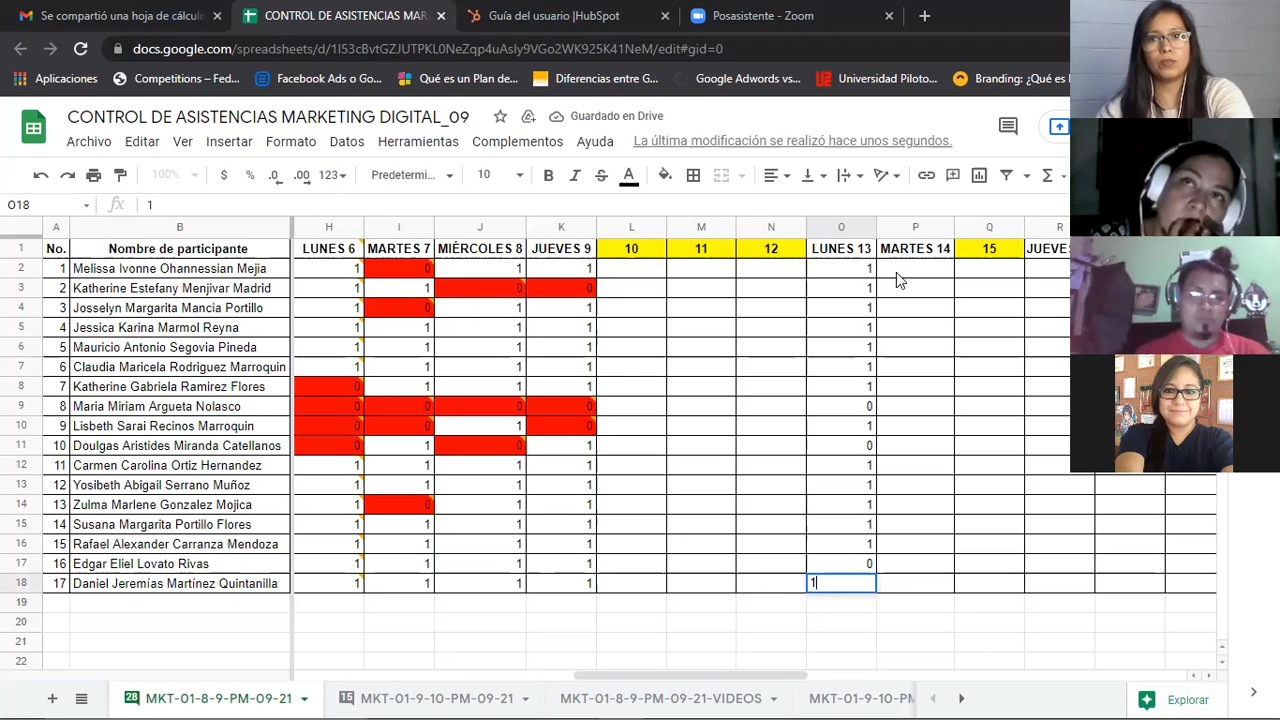 Se compartió una hoja de cálculo
CONTROL DE ASISTENCIAS MAR
Guía del usuario |HubSpot
Posasistente - Zoom
docs.google.com/spreadsheets/d/1I53cBvtGZJUTPKL0NeZqp4uAsly9VGo2WK925K41NeM/edit#gid=0
Aplicaciones Competitions – Fed... Facebook Ads o Go... Qué es un Plan de... Diferencias entre G... Google Adwords vs... Universidad Piloto... Branding: ¿Qué es l
CONTROL DE ASISTENCIAS MARKETING DIGITAL_09 Guardado en Drive
Archivo Editar Ver Insertar Formato Datos Herramientas Complementos Ayuda La última modificación se realizó hace unos segundos.
100% $ % .0 .00 123 Predetermi... 10 B I S A
O18 fx 1
A B H I J K L M N O P Q R
1 No. Nombre de participante LUNES 6 MARTES 7 MIÉRCOLES 8 JUEVES 9 10 11 12 LUNES 13 MARTES 14 15 JUEVES
2 1 Melissa Ivonne Ohannessian Mejia 1 0 1 1 1
3 2 Katherine Estefany Menjivar Madrid 1 1 0 0 1
4 3 Josselyn Margarita Mancia Portillo 1 0 1 1 1
5 4 Jessica Karina Marmol Reyna 1 1 1 1 1
6 5 Mauricio Antonio Segovia Pineda 1 1 1 1 1
7 6 Claudia Maricela Rodriguez Marroquin 1 1 1 1 1
8 7 Katherine Gabriela Ramirez Flores 0 1 1 1 1
9 8 Maria Miriam Argueta Nolasco 0 0 0 0 0
10 9 Lisbeth Sarai Recinos Marroquin 0 0 1 0 1
11 10 Doulgas Aristides Miranda Catellanos 0 1 0 1 0
12 11 Carmen Carolina Ortiz Hernandez 1 1 1 1 1
13 12 Yosibeth Abigail Serrano Muñoz 1 1 1 1 1
14 13 Zulma Marlene Gonzalez Mojica 1 0 1 1 1
15 14 Susana Margarita Portillo Flores 1 1 1 1 1
16 15 Rafael Alexander Carranza Mendoza 1 1 1 1 1
17 16 Edgar Eliel Lovato Rivas 1 1 1 1 0
18 17 Daniel Jeremías Martínez Quintanilla 1 1 1 1 1
19
20
21
22
28 MKT-01-8-9-PM-09-21 15 MKT-01-9-10-PM-09-21 MKT-01-8-9-PM-09-21-VIDEOS MKT-01-9-10-PM Explorar